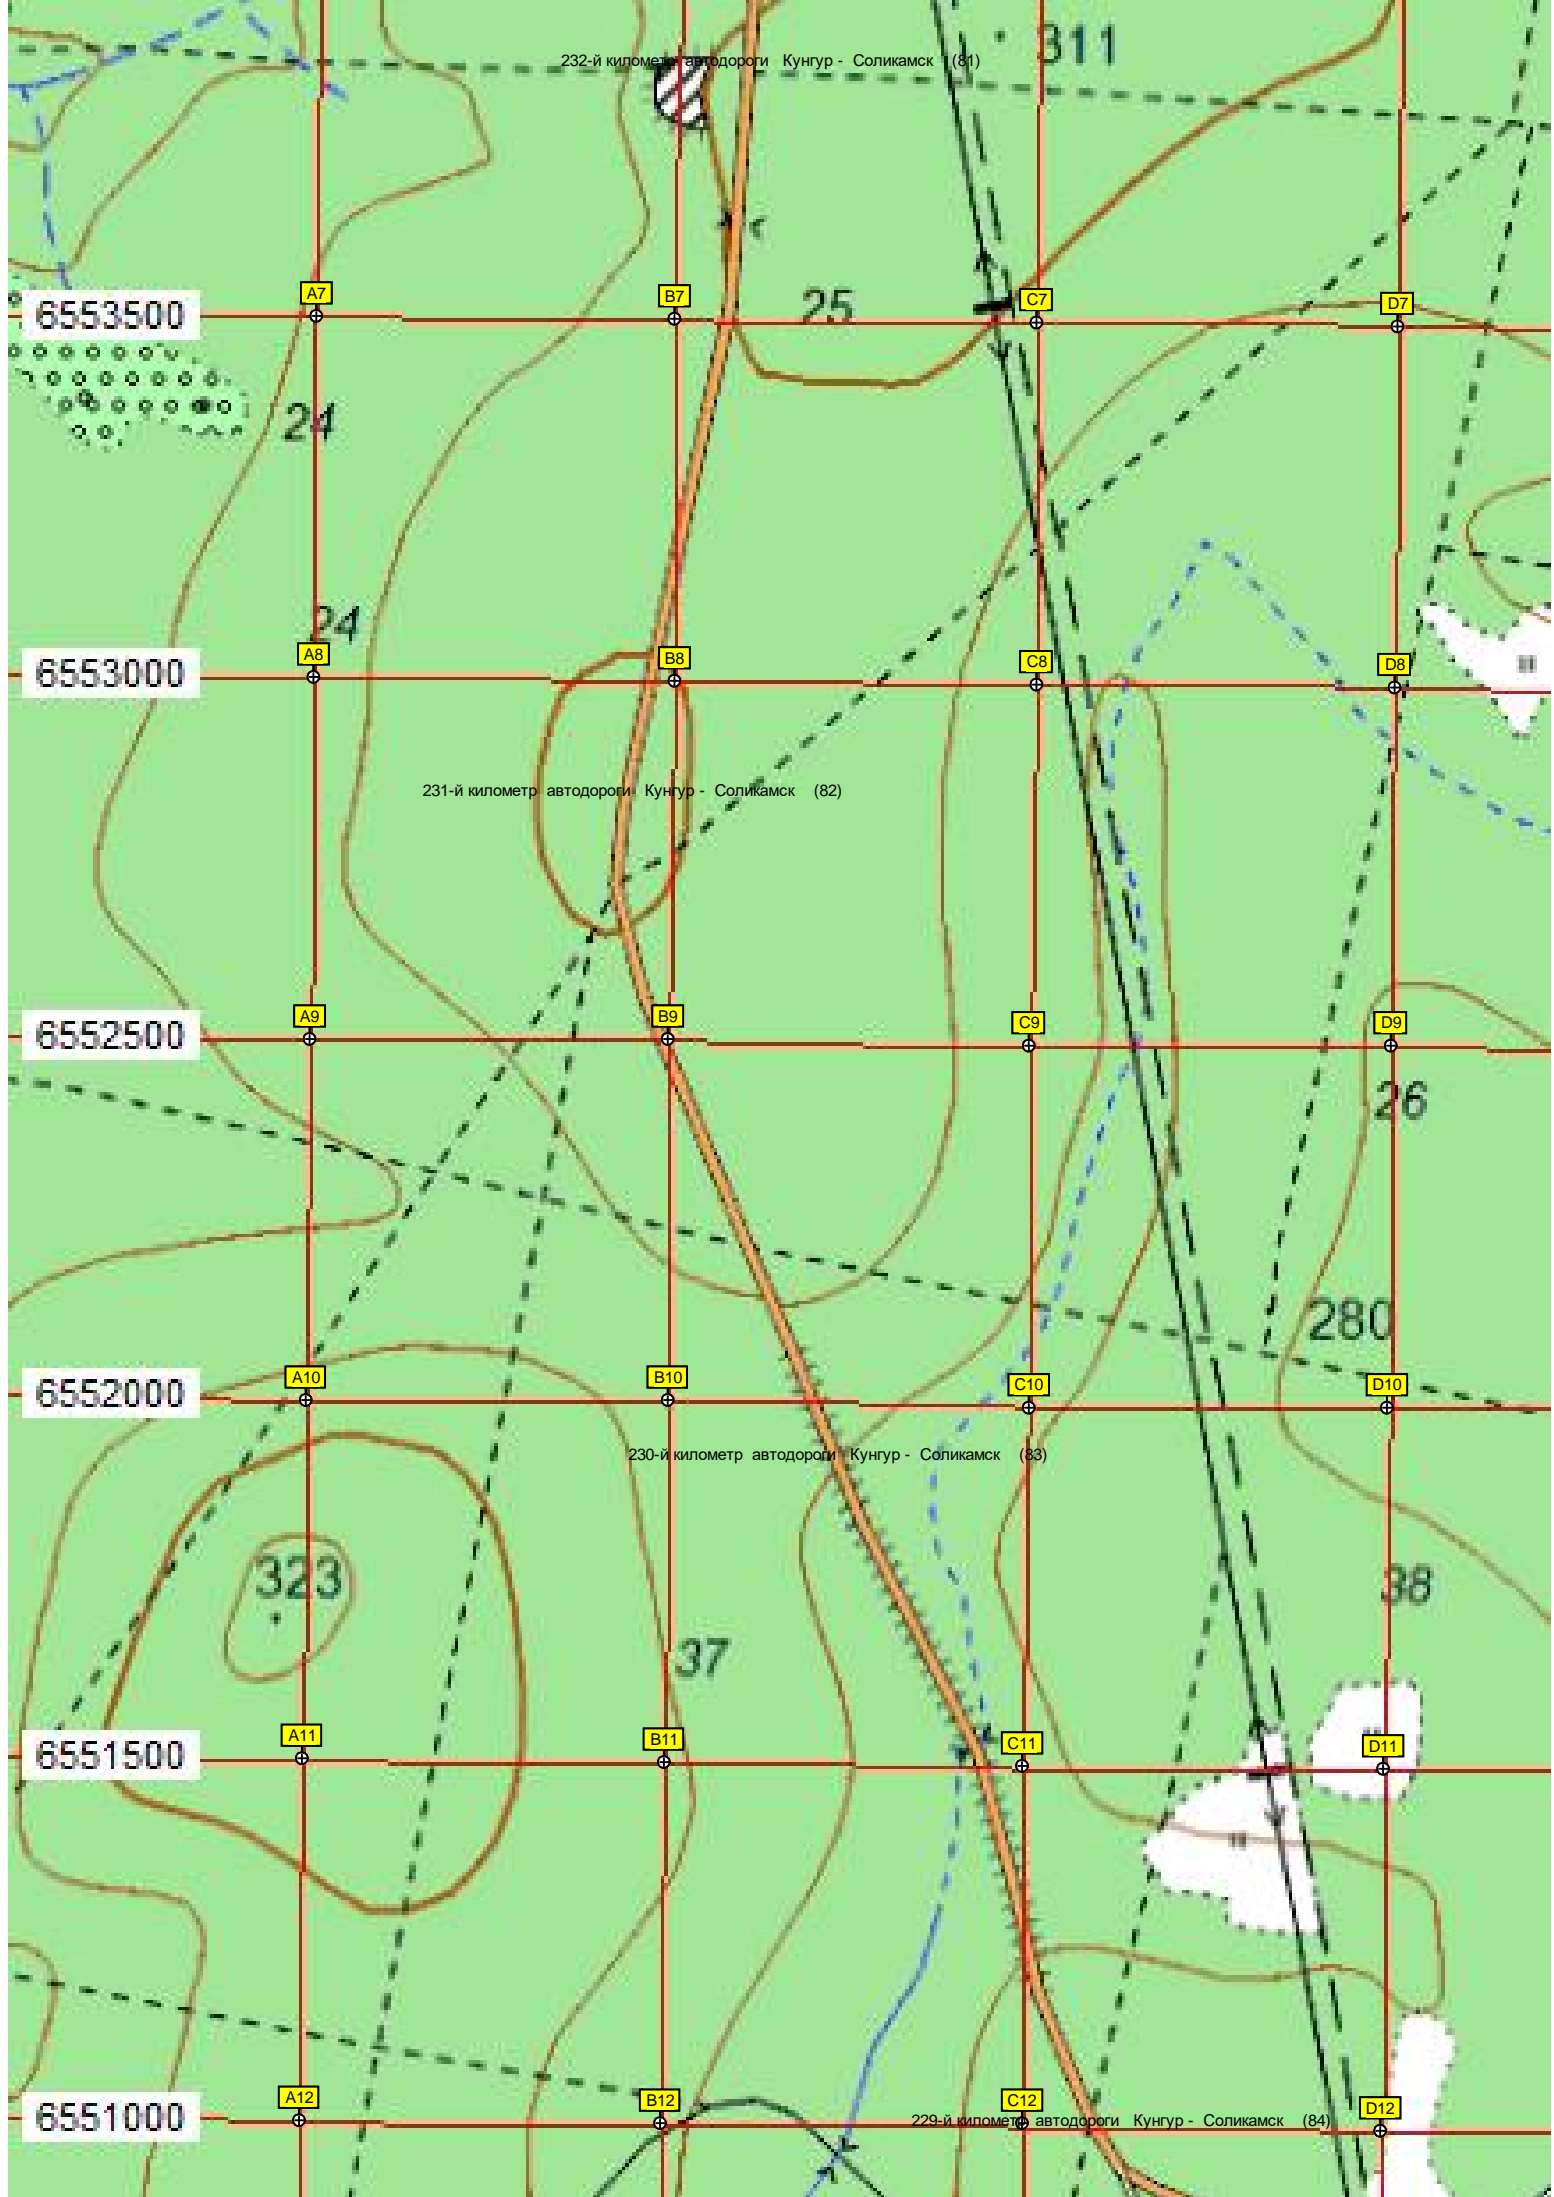 311
232-й километр автодороги Кунгур - Соликамск (81)
A7
B7
C7
D7
6553500
25
24
24
A8
B8
C8
D8
6553000
231-й километр автодороги Кунгур - Соликамск (82)
A9
B9
C9
D9
6552500
26
280
A10
B10
C10
D10
6552000
230-й километр автодороги Кунгур - Соликамск (83)
323
38
37
A11
B11
C11
D11
6551500
A12
B12
C12
D12
6551000
229-й километр автодороги Кунгур - Соликамск (84)